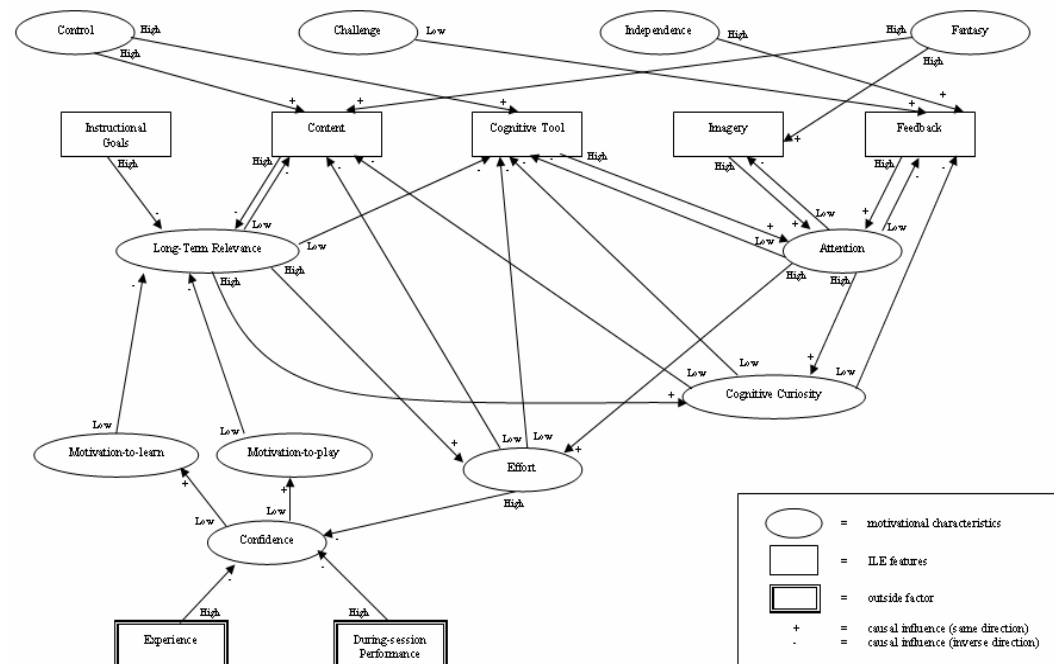 Control
High
High
Challenge
Low
Independence
High
Fantasy
High
High
+
+
+
+
+
Instructional
Goals
Content
Cognitive Tool
Imagery
+
Feedback
High
High
-
-
-
-
-
-
High
High
-
High
-
-
-
-
Low
Low
+
+
Low
+
Low
Low
Long-Term Relevance
Attention
High
High
High
High
-
-
+
Low
Low
Low
+
Cognitive Curiosity
Low
Low
Motivation-to-learn
Motivation-to-play
+
Low
Low
+
Effort
+
+
Low
Low
High
Confidence
-
-
-
High
High
Experience
During-session
Performance
= motivational characteristics
= ILE features
= outside factor
+ = causal influence (same direction)
- = causal influence (inverse direction)